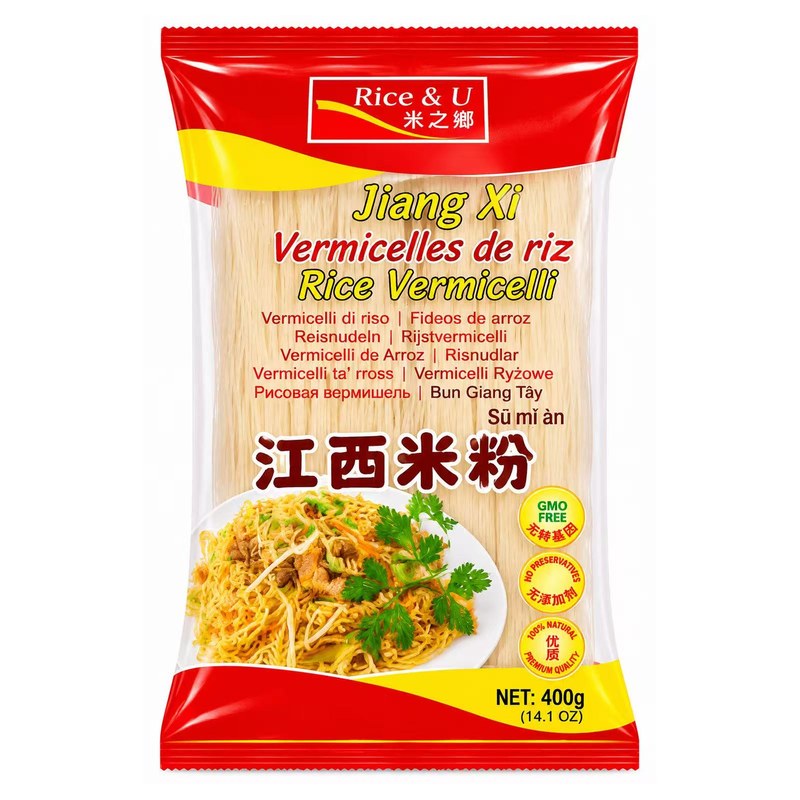 Rice & U
米之鄉
Jiang Xi
Vermicelles de riz
Rice Vermicelli
Vermicelli di riso | Fideos de arroz
Reisnudeln | Rijstvermicelli
Vermicelli de Arroz | Risnudlar
Vermicelli ta' rross | Vermicelli Ryżowe
Рисовая вермишель | Bun Giang Tây
Sū mǐ àn
江西米粉
GMO
FREE
无转基因
NO PRESERVATIVES
无添加剂
100% NATURAL
优
质
PREMIUM QUALITY
NET: 400g
(14.1 OZ)